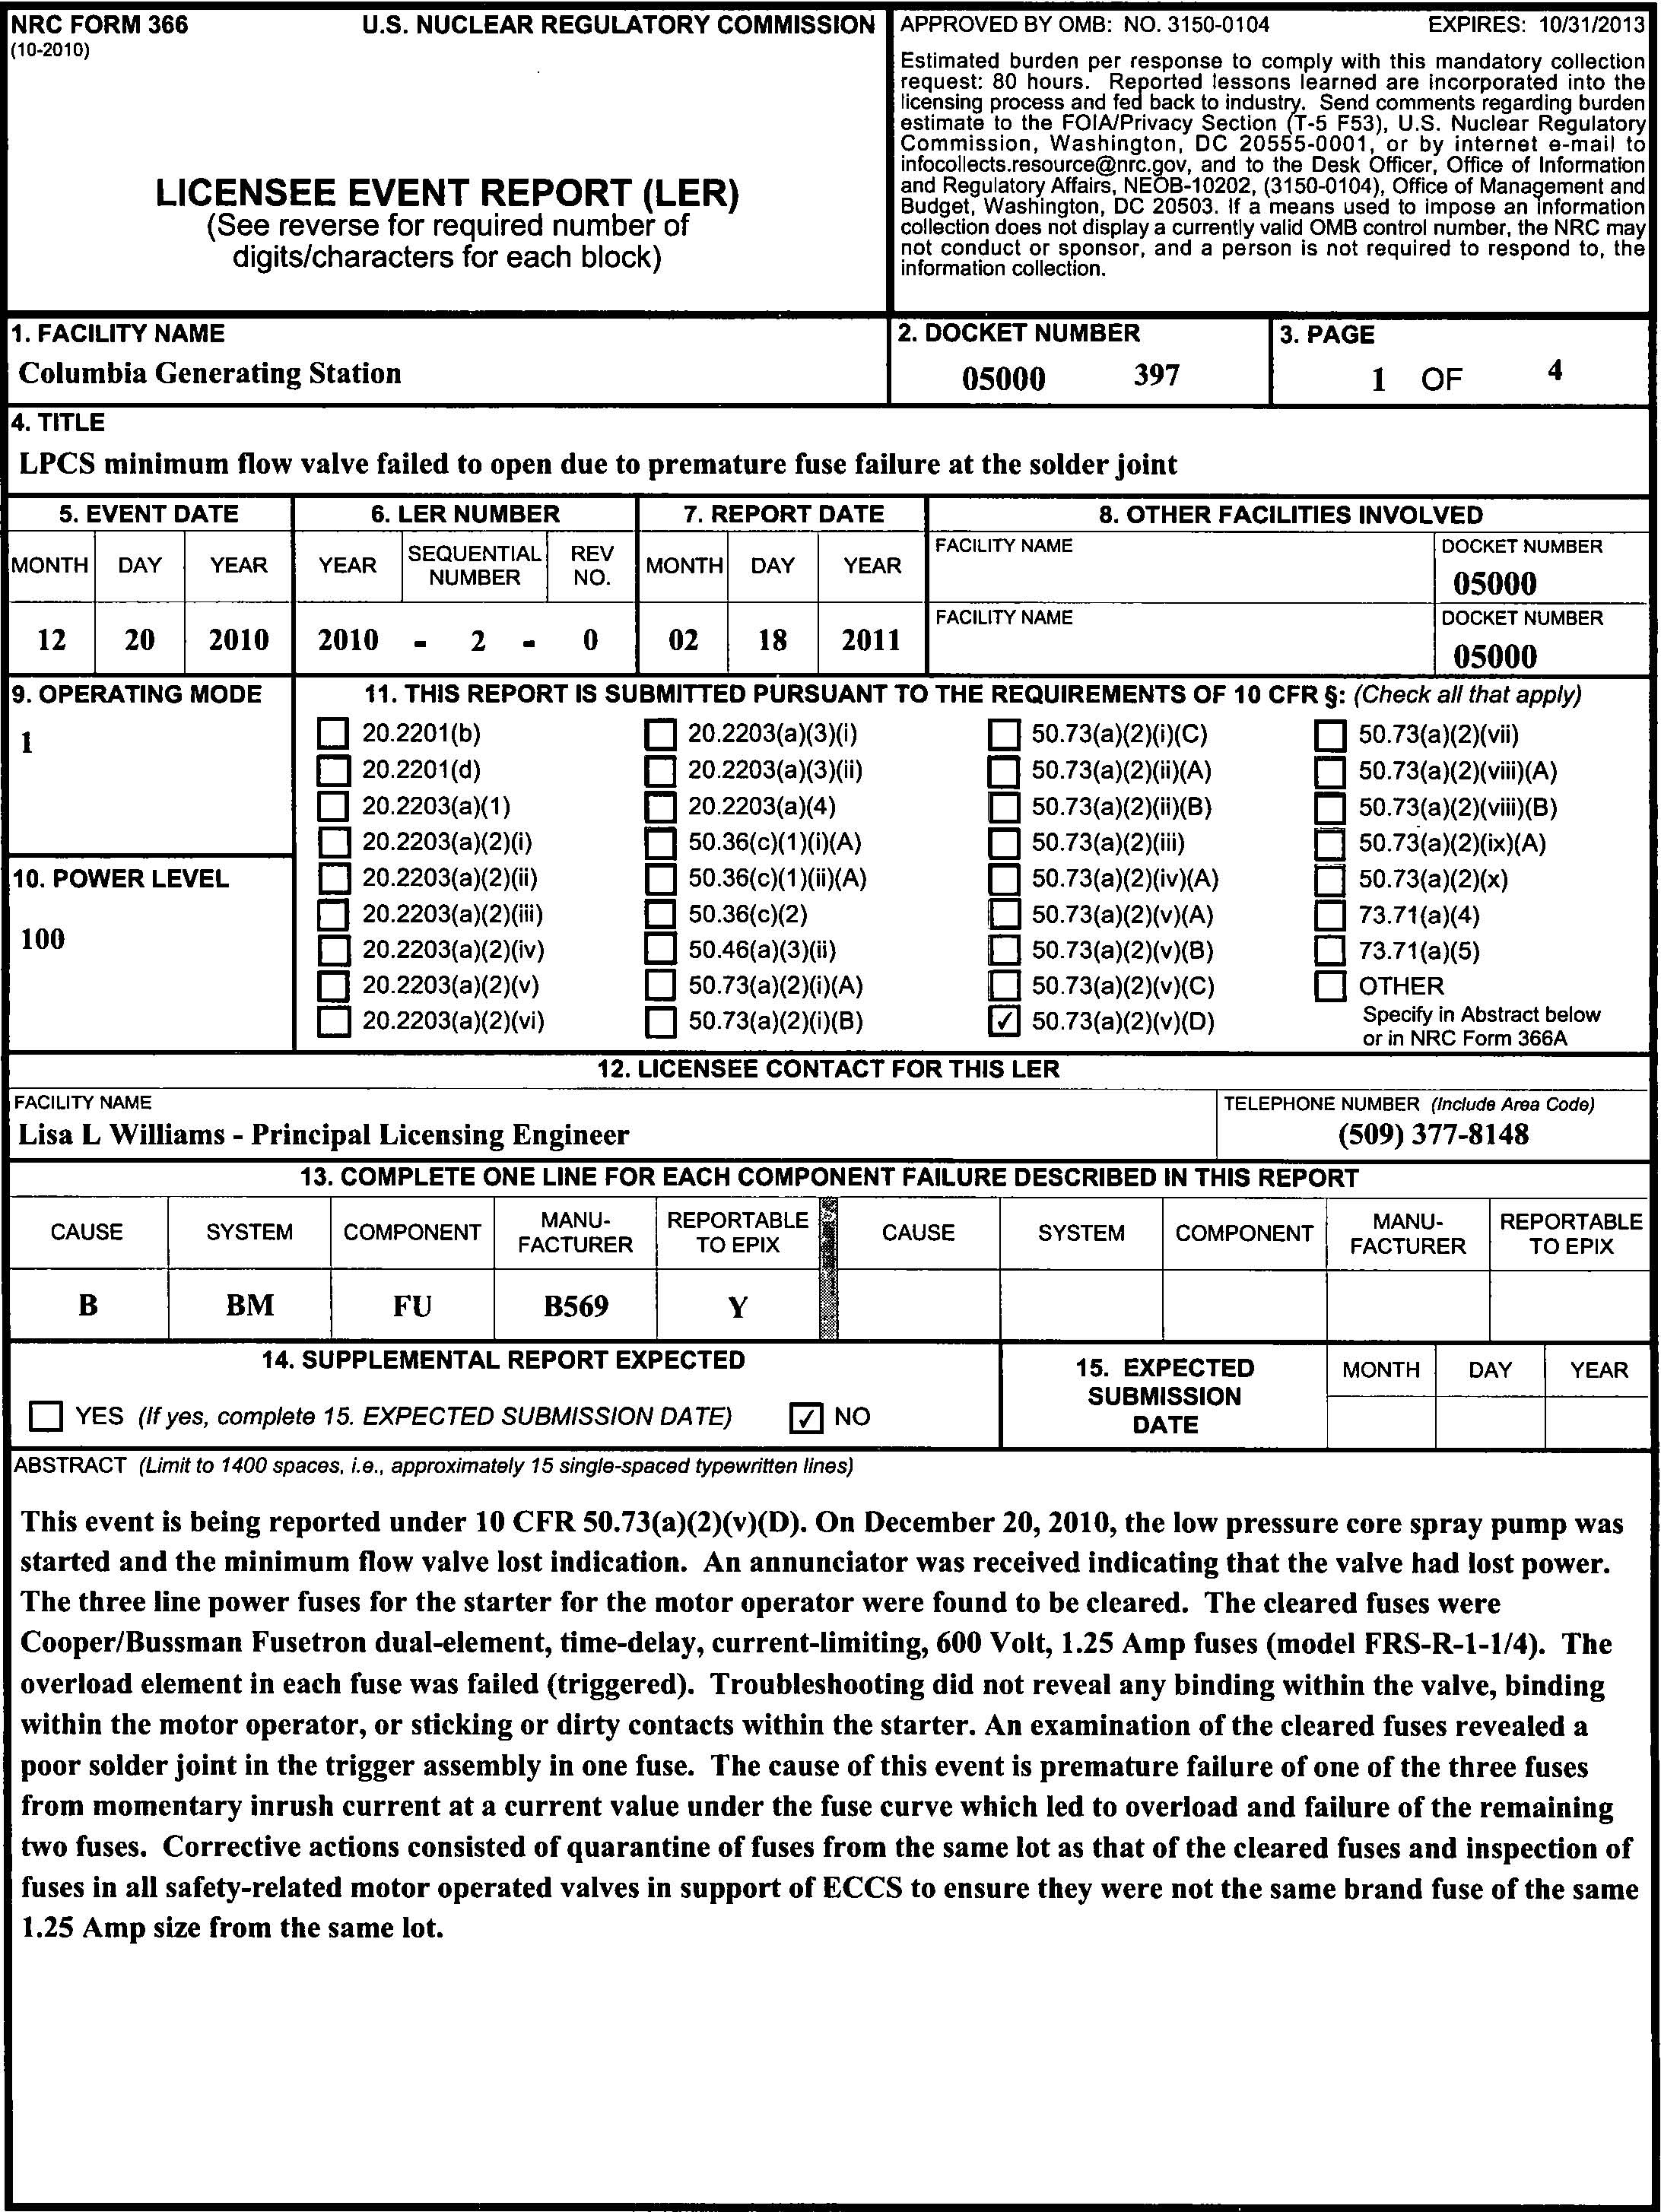 NRC FORM 366 U.S. NUCLEAR REGULATORY COMMISSION
(10-2010)
LICENSEE EVENT REPORT (LER)
(See reverse for required number of
digits/characters for each block)
APPROVED BY OMB: NO. 3150-0104 EXPIRES: 10/31/2013
Estimated burden per response to comply with this mandatory collection
request: 80 hours. Reported lessons learned are incorporated into the
licensing process and fed back to industry. Send comments regarding burden
estimate to the FOIA/Privacy Section (T-5 F53), U.S. Nuclear Regulatory
Commission, Washington, DC 20555-0001, or by internet e-mail to
infocollects.resource@nrc.gov, and to the Desk Officer, Office of Information
and Regulatory Affairs, NEOB-10202, (3150-0104), Office of Management and
Budget, Washington, DC 20503. If a means used to impose an information
collection does not display a currently valid OMB control number, the NRC may
not conduct or sponsor, and a person is not required to respond to, the
information collection.
1. FACILITY NAME 2. DOCKET NUMBER 3. PAGE
Columbia Generating Station 05000 397 1 OF 4
4. TITLE
LPCS minimum flow valve failed to open due to premature fuse failure at the solder joint
5. EVENT DATE 6. LER NUMBER 7. REPORT DATE 8. OTHER FACILITIES INVOLVED
MONTH DAY YEAR YEAR SEQUENTIAL NUMBER REV NO. MONTH DAY YEAR FACILITY NAME DOCKET NUMBER
05000
12 20 2010 2010 - 2 - 0 02 18 2011 FACILITY NAME DOCKET NUMBER
05000
9. OPERATING MODE 11. THIS REPORT IS SUBMITTED PURSUANT TO THE REQUIREMENTS OF 10 CFR §: (Check all that apply)
1
☐ 20.2201(b) ☐ 20.2203(a)(3)(i) ☐ 50.73(a)(2)(i)(C) ☐ 50.73(a)(2)(vii)
☐ 20.2201(d) ☐ 20.2203(a)(3)(ii) ☐ 50.73(a)(2)(ii)(A) ☐ 50.73(a)(2)(viii)(A)
☐ 20.2203(a)(1) ☐ 20.2203(a)(4) ☐ 50.73(a)(2)(ii)(B) ☐ 50.73(a)(2)(viii)(B)
☐ 20.2203(a)(2)(i) ☐ 50.36(c)(1)(i)(A) ☐ 50.73(a)(2)(iii) ☐ 50.73(a)(2)(ix)(A)
10. POWER LEVEL ☐ 20.2203(a)(2)(ii) ☐ 50.36(c)(1)(ii)(A) ☐ 50.73(a)(2)(iv)(A) ☐ 50.73(a)(2)(x)
☐ 20.2203(a)(2)(iii) ☐ 50.36(c)(2) ☐ 50.73(a)(2)(v)(A) ☐ 73.71(a)(4)
100 ☐ 20.2203(a)(2)(iv) ☐ 50.46(a)(3)(ii) ☐ 50.73(a)(2)(v)(B) ☐ 73.71(a)(5)
☐ 20.2203(a)(2)(v) ☐ 50.73(a)(2)(i)(A) ☐ 50.73(a)(2)(v)(C) ☐ OTHER
☐ 20.2203(a)(2)(vi) ☐ 50.73(a)(2)(i)(B) ☑ 50.73(a)(2)(v)(D) Specify in Abstract below
or in NRC Form 366A
12. LICENSEE CONTACT FOR THIS LER
FACILITY NAME TELEPHONE NUMBER (Include Area Code)
Lisa L Williams - Principal Licensing Engineer (509) 377-8148
13. COMPLETE ONE LINE FOR EACH COMPONENT FAILURE DESCRIBED IN THIS REPORT
CAUSE SYSTEM COMPONENT MANU-FACTURER REPORTABLE TO EPIX CAUSE SYSTEM COMPONENT MANU-FACTURER REPORTABLE TO EPIX
B BM FU B569 Y
14. SUPPLEMENTAL REPORT EXPECTED 15. EXPECTED SUBMISSION DATE MONTH DAY YEAR
☐ YES (If yes, complete 15. EXPECTED SUBMISSION DATE) ☑ NO
ABSTRACT (Limit to 1400 spaces, i.e., approximately 15 single-spaced typewritten lines)
This event is being reported under 10 CFR 50.73(a)(2)(v)(D). On December 20, 2010, the low pressure core spray pump was
started and the minimum flow valve lost indication. An annunciator was received indicating that the valve had lost power.
The three line power fuses for the starter for the motor operator were found to be cleared. The cleared fuses were
Cooper/Bussman Fusetron dual-element, time-delay, current-limiting, 600 Volt, 1.25 Amp fuses (model FRS-R-1-1/4). The
overload element in each fuse was failed (triggered). Troubleshooting did not reveal any binding within the valve, binding
within the motor operator, or sticking or dirty contacts within the starter. An examination of the cleared fuses revealed a
poor solder joint in the trigger assembly in one fuse. The cause of this event is premature failure of one of the three fuses
from momentary inrush current at a current value under the fuse curve which led to overload and failure of the remaining
two fuses. Corrective actions consisted of quarantine of fuses from the same lot as that of the cleared fuses and inspection of
fuses in all safety-related motor operated valves in support of ECCS to ensure they were not the same brand fuse of the same
1.25 Amp size from the same lot.